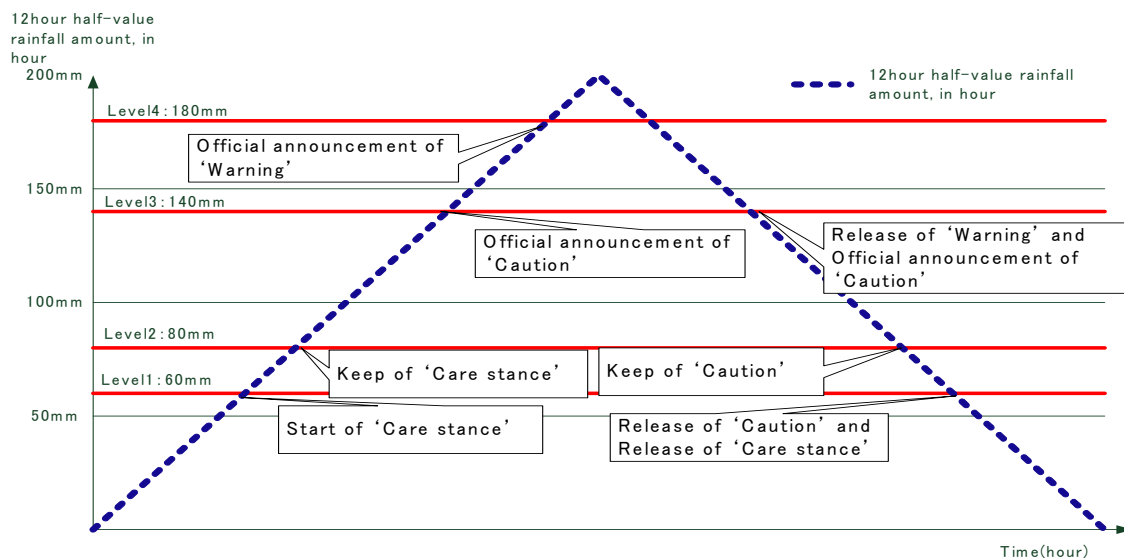 12hour half-value
rainfall amount, in
hour
200mm
12hour half-value rainfall
amount, in hour
Level4:180mm
Official announcement of
‘Warning’
150mm
Level3:140mm
Official announcement of
‘Caution’
Release of ‘Warning’ and
Official announcement of
‘Caution’
100mm
Level2:80mm
Keep of ‘Care stance’
Keep of ‘Caution’
Level1:60mm
50mm
Start of ‘Care stance’
Release of ‘Caution’ and
Release of ‘Care stance’
Time(hour)